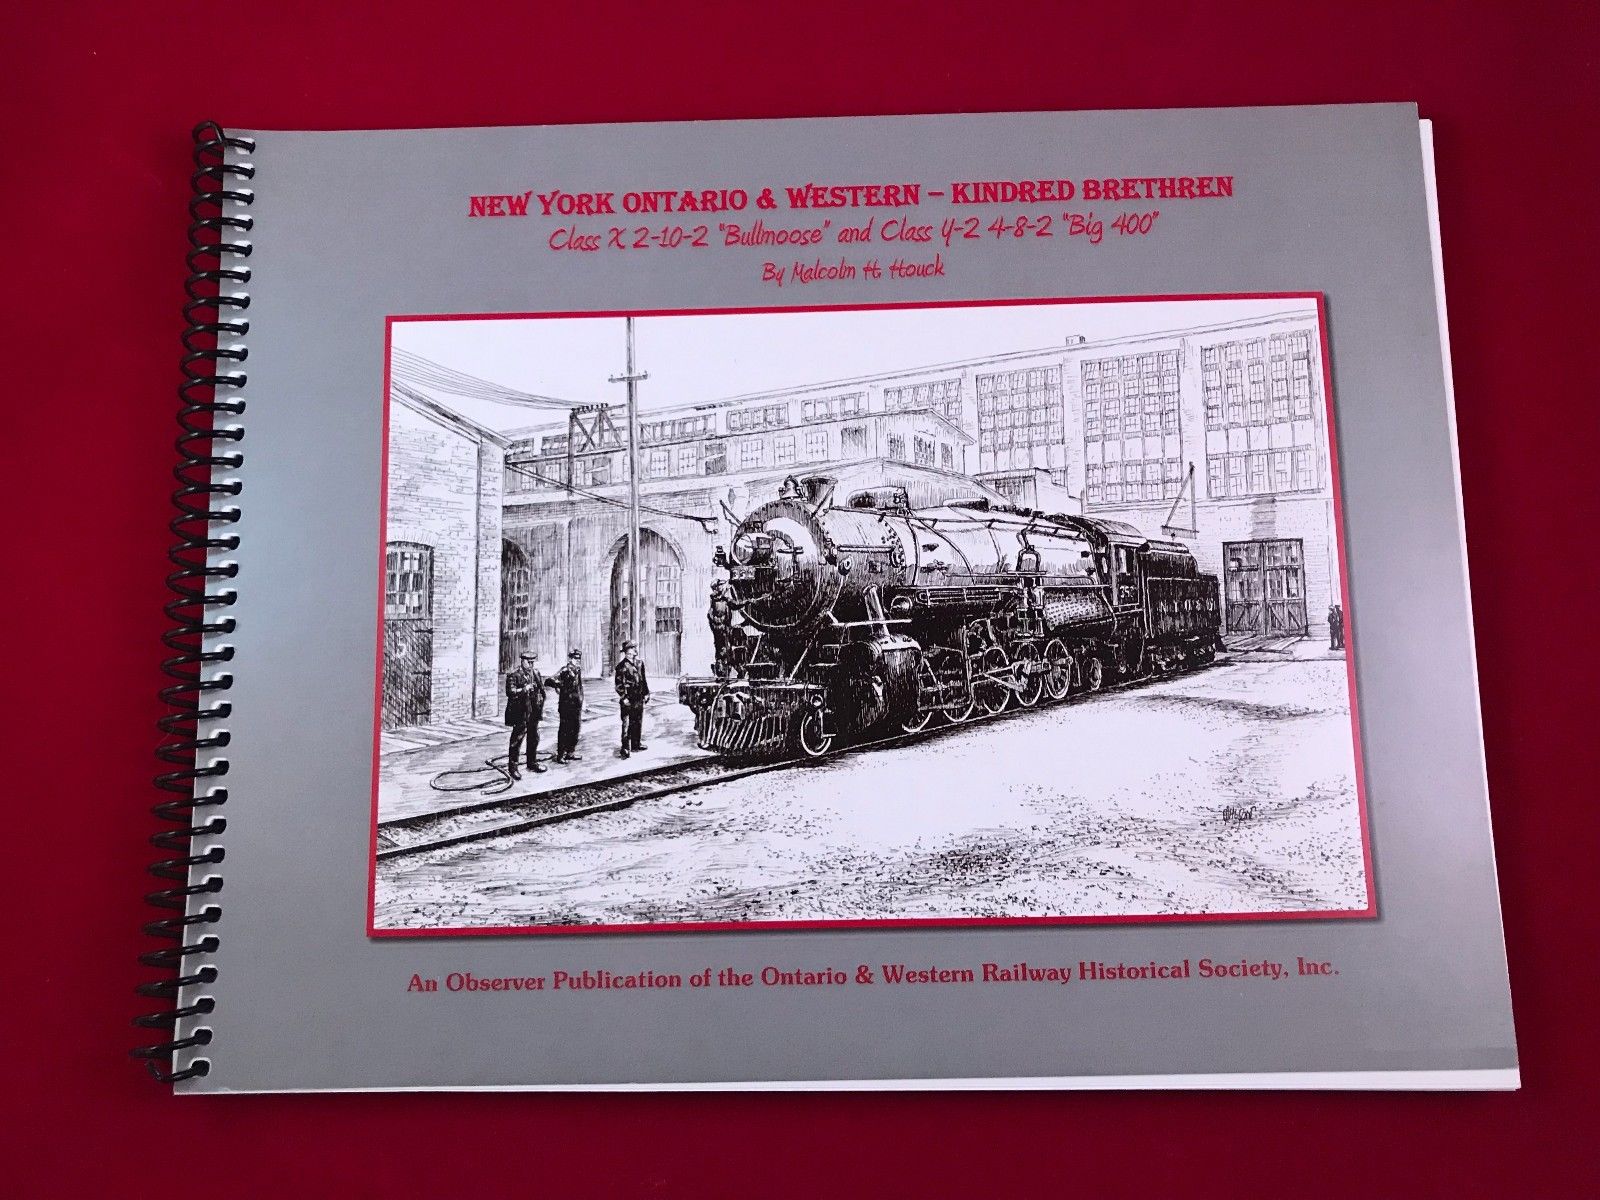 NEW YORK ONTARIO & WESTERN – KINDRED BRETHREN
Class X 2-10-2 "Bullmoose" and Class Y-2 4-8-2 "Big 400"
By Malcolm H. Houck
An Observer Publication of the Ontario & Western Railway Historical Society, Inc.